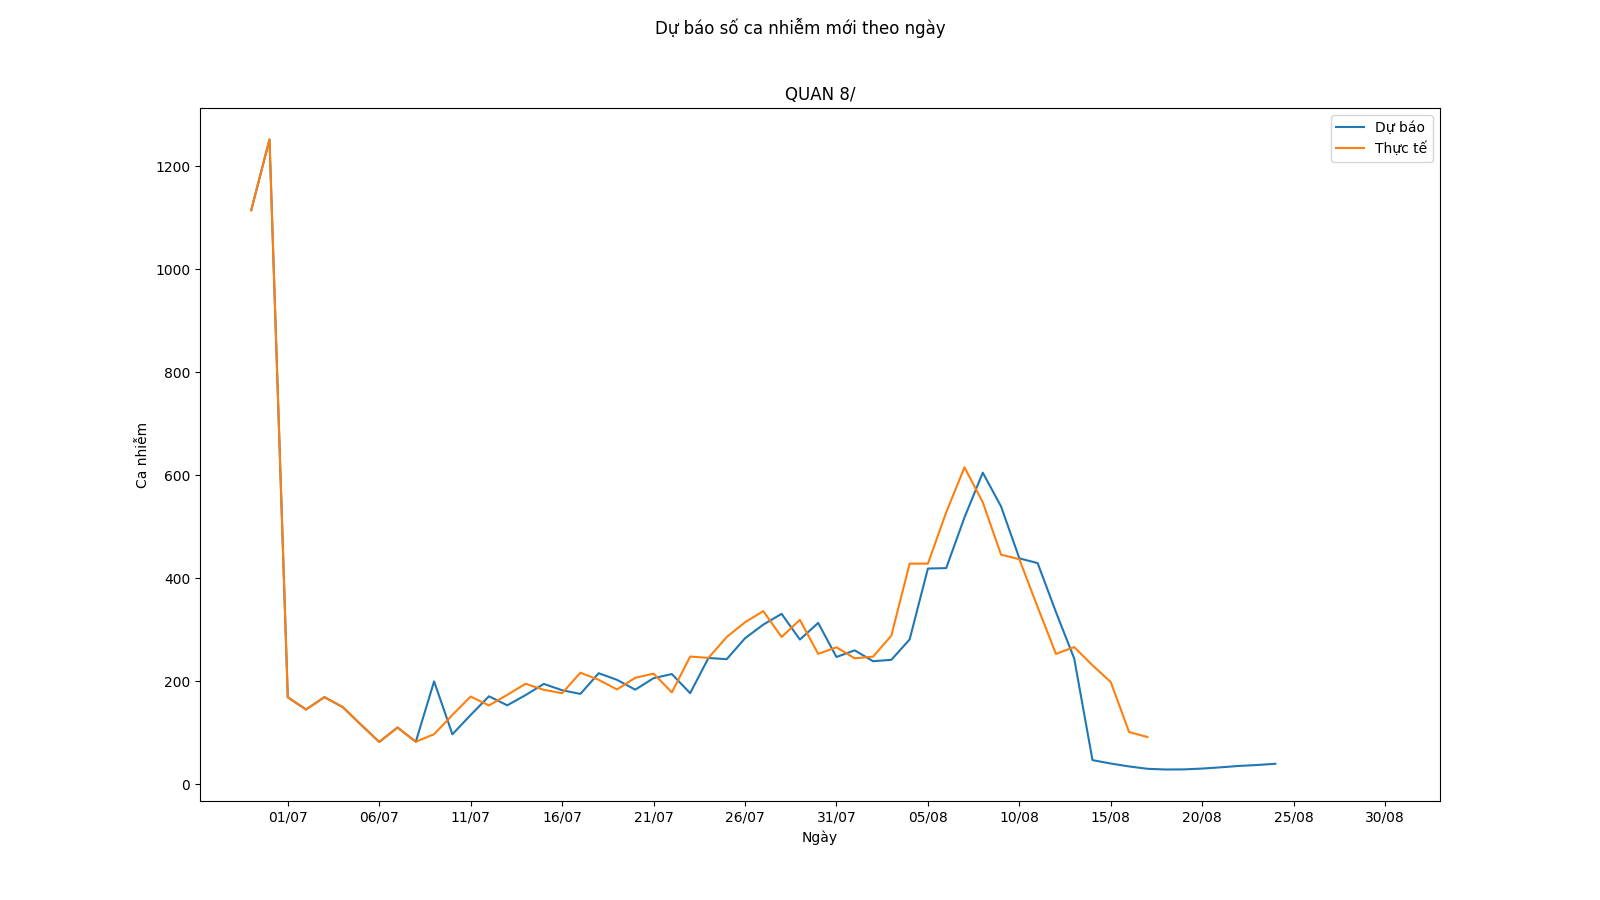 Dự báo số ca nhiễm mới theo ngày
QUAN 8/
Dự báo
Thực tế
1200
1000
800
600
400
200
0
Ca nhiễm
01/07 06/07 11/07 16/07 21/07 26/07 31/07 05/08 10/08 15/08 20/08 25/08 30/08
Ngày